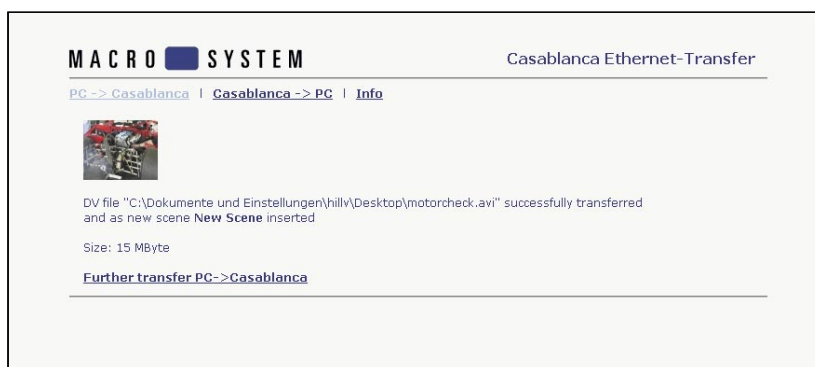 MACRO SYSTEM
Casablanca Ethernet-Transfer
PC -> Casablanca | Casablanca -> PC | Info
DV file "C:\Dokumente und Einstellungen\hillv\Desktop\motorcheck.avi" successfully transferred
and as new scene New Scene inserted
Size: 15 MByte
Further transfer PC->Casablanca